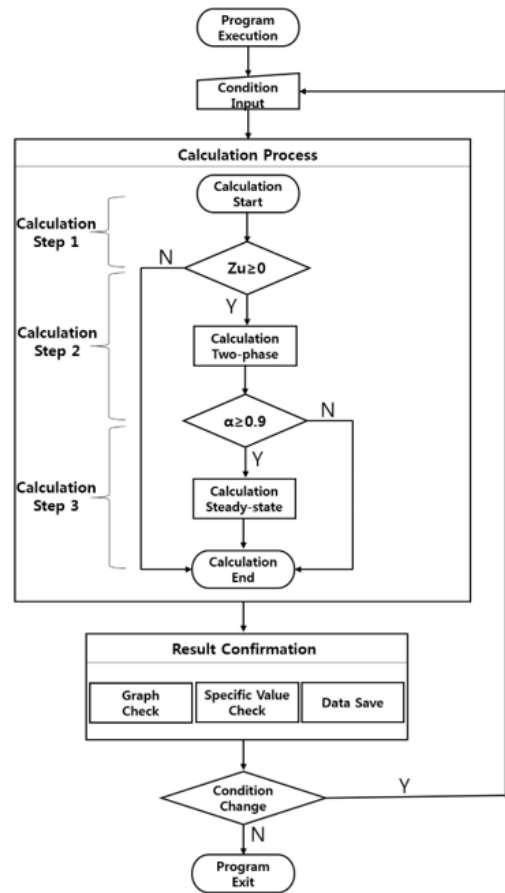 Program
Execution
Condition
Input
Calculation Process
Calculation
Start
Calculation
Step 1
N
Zu≥0
Y
Calculation
Step 2
Calculation
Two-phase
N
α≥0.9
Y
Calculation
Step 3
Calculation
Steady-state
Calculation
End
Result Confirmation
Graph
Check
Specific Value
Check
Data Save
Condition
Change
Y
N
Program
Exit